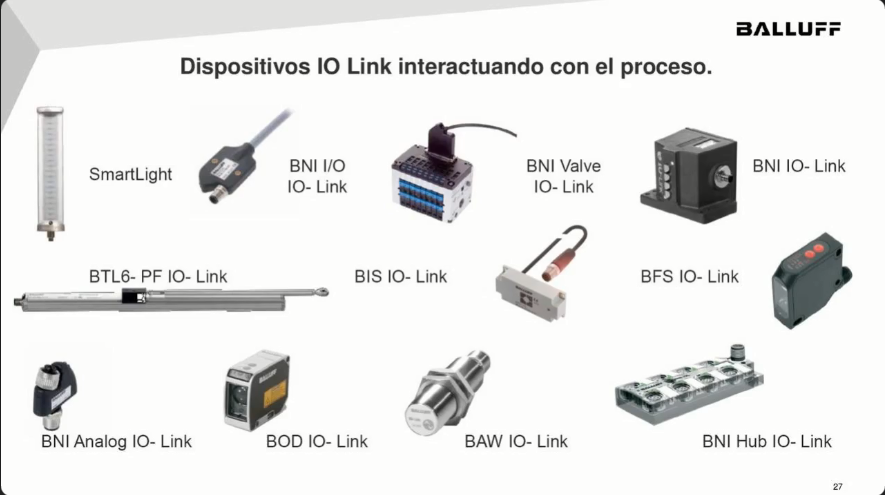 BALLUFF
Dispositivos IO Link interactuando con el proceso.
SmartLight
BNI I/O
IO- Link
BNI Valve
IO- Link
BNI IO- Link
BTL6- PF IO- Link
BIS IO- Link
BFS IO- Link
BALLUFF
BALLUFF
BNI Analog IO- Link
BOD IO- Link
BAW IO- Link
BNI Hub IO- Link
27